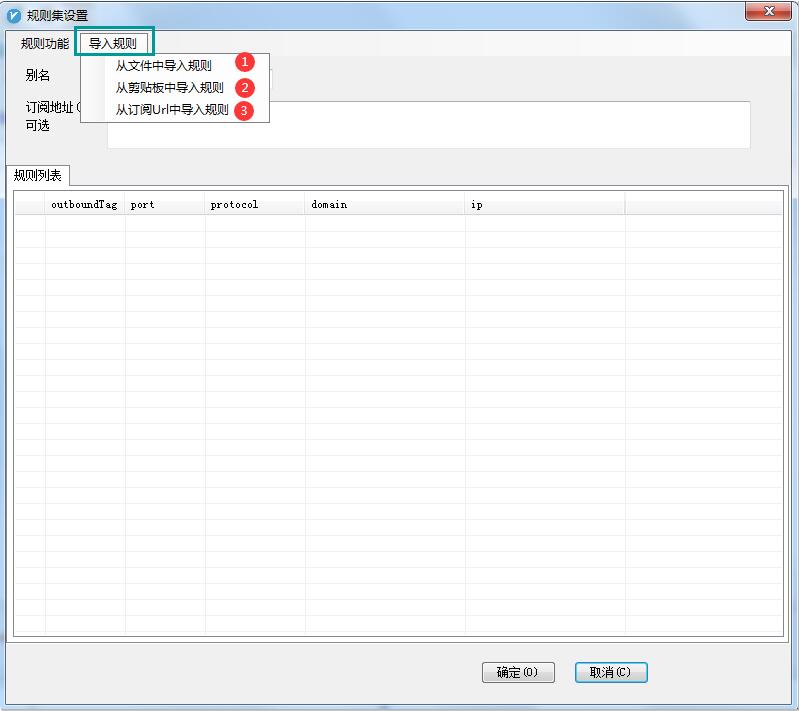 规则集设置
规则功能 导入规则
从文件中导入规则 1
别名
从剪贴板中导入规则 2
订阅地址(
从订阅Url中导入规则 3
可选
规则列表
outboundTag port protocol domain ip
确定(O) 取消(C)